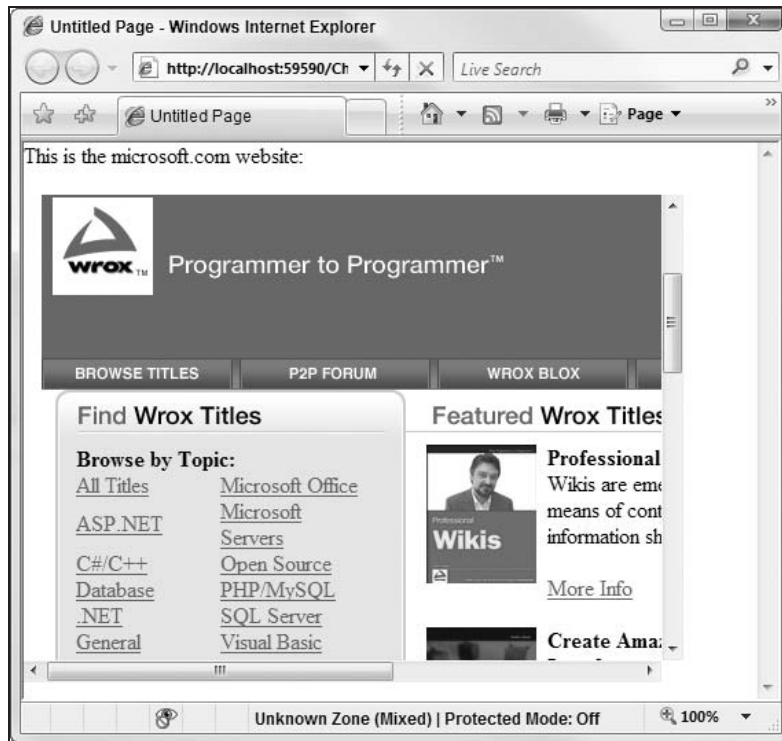 Untitled Page - Windows Internet Explorer
http://localhost:59590/Ch
Live Search
Untitled Page
Page
This is the microsoft.com website:
wrox TM
Programmer to Programmer™
BROWSE TITLES P2P FORUM WROX BLOX
Find Wrox Titles
Browse by Topic:
All Titles Microsoft Office
ASP.NET Microsoft Servers
C#/C++ Open Source
Database PHP/MySQL
.NET SQL Server
General Visual Basic
Featured Wrox Titles
Professional
Wikis
Professional
Wikis are eme
means of cont
information sh
More Info
Create Ama
Unknown Zone (Mixed) | Protected Mode: Off
100%